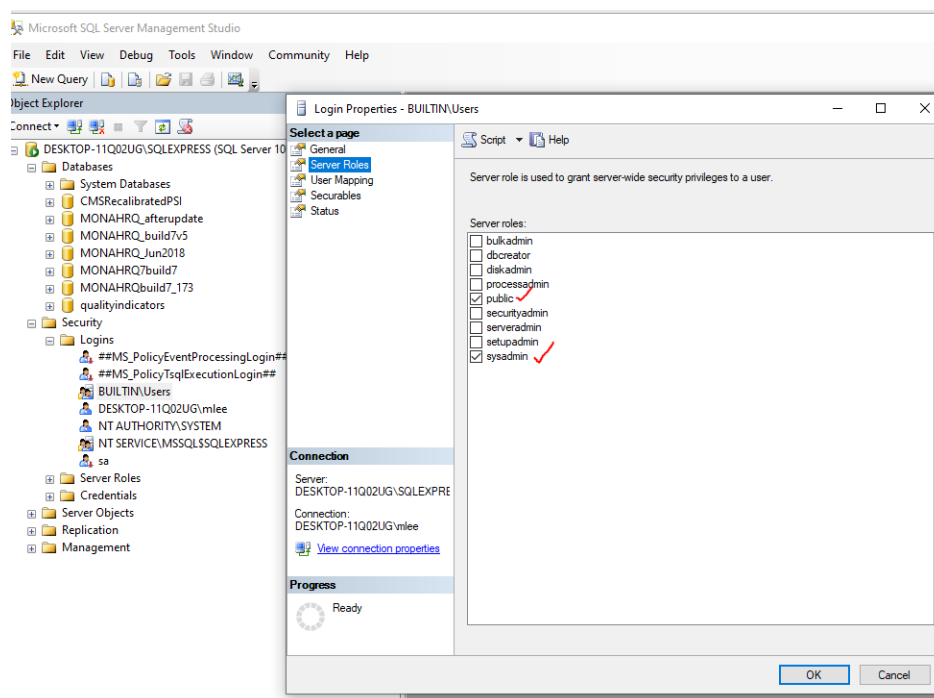 Microsoft SQL Server Management Studio
File Edit View Debug Tools Window Community Help
New Query
Object Explorer
Connect
DESKTOP-11Q02UG\SQLEXPRESS (SQL Server 10
Databases
System Databases
CMSRecalibratedPSI
MONAHRQ_afterupdate
MONAHRQ_build7v5
MONAHRQ_Jun2018
MONAHRQ7build7
MONAHRQbuild7_173
qualityindicators
Security
Logins
##MS_PolicyEventProcessingLogin##
##MS_PolicyTsqlExecutionLogin##
BUILTIN\Users
DESKTOP-11Q02UG\mlee
NT AUTHORITY\SYSTEM
NT SERVICE\MSSQL$SQLEXPRESS
sa
Server Roles
Credentials
Server Objects
Replication
Management
Login Properties - BUILTIN\Users
Select a page
General
Server Roles
User Mapping
Securables
Status
Connection
Server:
DESKTOP-11Q02UG\SQLEXPRE
Connection:
DESKTOP-11Q02UG\mlee
View connection properties
Progress
Ready
Script Help
Server role is used to grant server-wide security privileges to a user.
Server roles:
bulkadmin
dbcreator
diskadmin
processadmin
public
securityadmin
serveradmin
setupadmin
sysadmin
OK Cancel